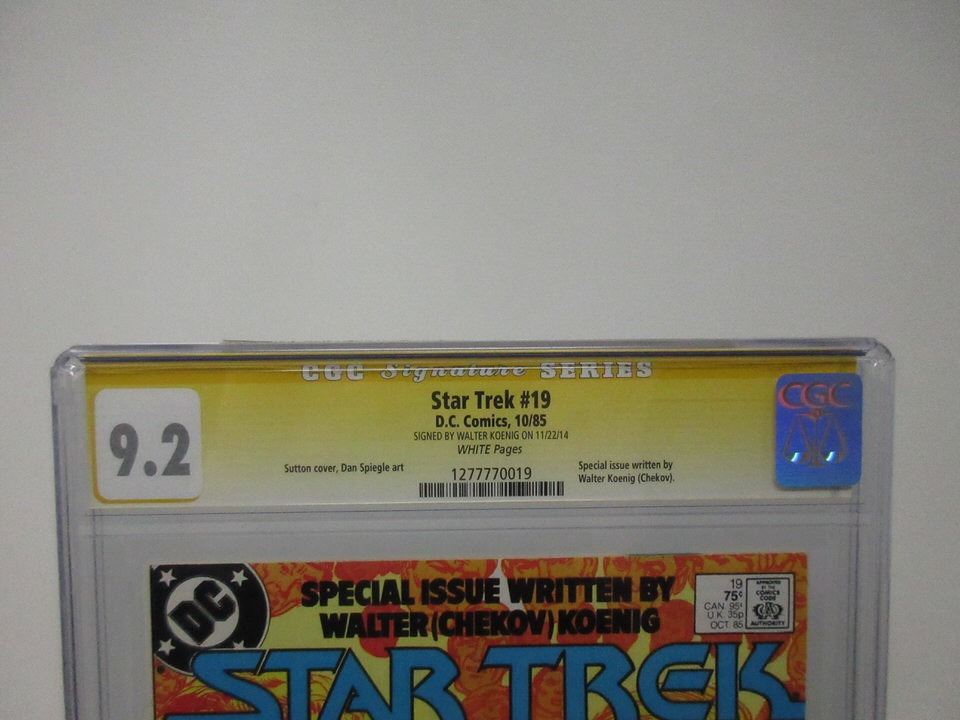 CGC Signature SERIES
Star Trek #19
D.C. Comics, 10/85
SIGNED BY WALTER KOENIG ON 11/22/14
WHITE Pages
9.2
Sutton cover, Dan Spiegle art
1277770019
Special issue written by
Walter Koenig (Chekov).
CGC
DC
SPECIAL ISSUE WRITTEN BY
WALTER (CHEKOV) KOENIG
19
75¢
CAN. 95¢
U.K. 35p
OCT 85
APPROVED
BY THE
COMICS
CODE
CA
AUTHORITY
STAR TREK